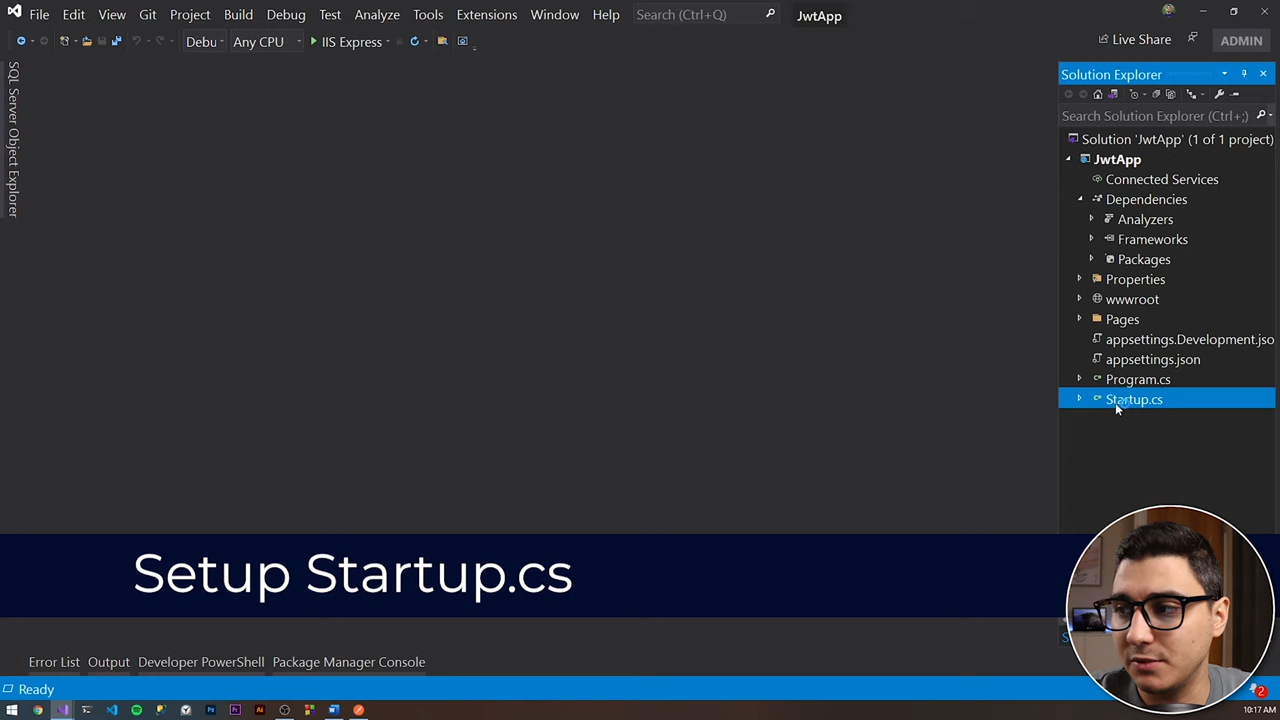 File Edit View Git Project Build Debug Test Analyze Tools Extensions Window Help Search (Ctrl+Q) JwtApp
Debu Any CPU IIS Express Live Share ADMIN
SQL Server Object Explorer
Solution Explorer
Search Solution Explorer (Ctrl+;)
Solution 'JwtApp' (1 of 1 project)
JwtApp
Connected Services
Dependencies
Analyzers
Frameworks
Packages
Properties
wwwroot
Pages
appsettings.Development.jso
appsettings.json
Program.cs
Startup.cs
Setup Startup.cs
Error List Output Developer PowerShell Package Manager Console
Ready 2
10:17 AM